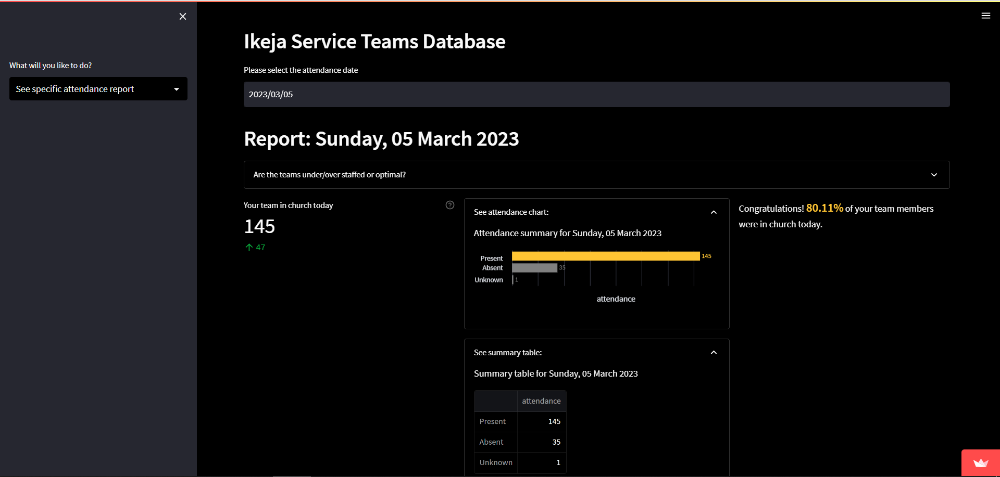 What will you like to do?
See specific attendance report
Ikeja Service Teams Database
Please select the attendance date
2023/03/05
Report: Sunday, 05 March 2023
Are the teams under/over staffed or optimal?
Your team in church today
145
47
See attendance chart:
Attendance summary for Sunday, 05 March 2023
Present 145
Absent 35
Unknown 1
attendance
Congratulations! 80.11% of your team members
were in church today.
See summary table:
Summary table for Sunday, 05 March 2023
attendance
Present 145
Absent 35
Unknown 1